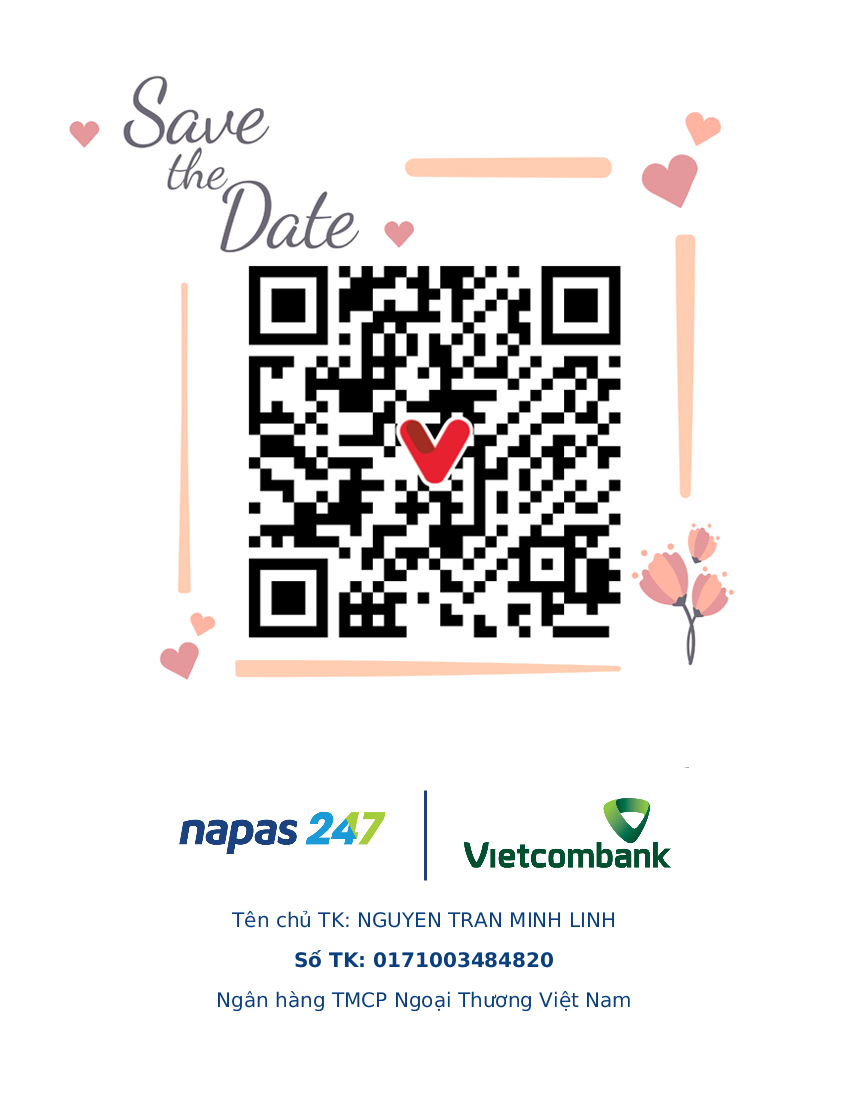 Save
the
Date
napas 247
Vietcombank
Tên chủ TK: NGUYEN TRAN MINH LINH
Số TK: 0171003484820
Ngân hàng TMCP Ngoại Thương Việt Nam